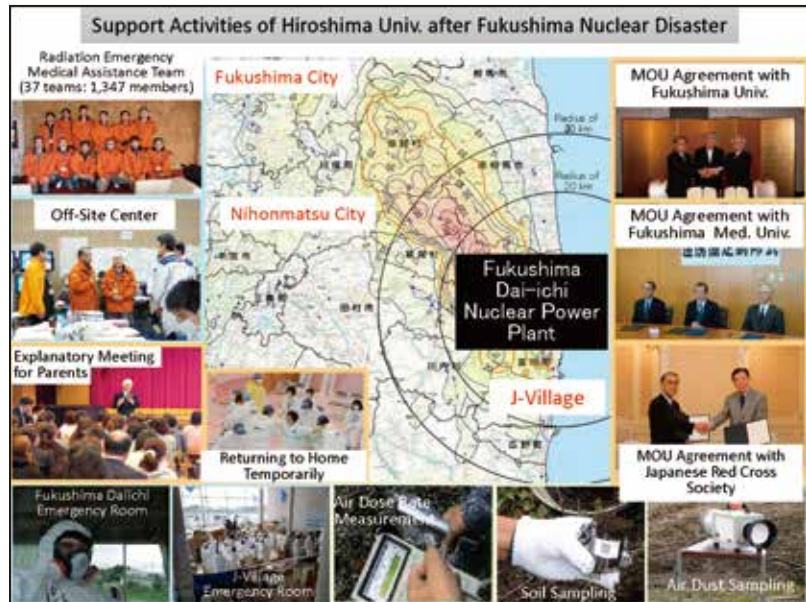 Support Activities of Hiroshima Univ. after Fukushima Nuclear Disaster
Radiation Emergency
Medical Assistance Team
(37 teams: 1,347 members)
Off-Site Center
Explanatory Meeting
for Parents
Returning to Home
Temporarily
Fukushima City
Nihonmatsu City
Radius of
30 km
Radius of
20 km
Fukushima
Dai-ichi
Nuclear Power
Plant
J-Village
MOU Agreement with
Fukushima Univ.
MOU Agreement with
Fukushima Med. Univ.
MOU Agreement with
Japanese Red Cross
Society
Fukushima Daiichi
Emergency Room
J-Village
Emergency Room
Air Dose Rate
Measurement
Soil Sampling
Air Dust Sampling